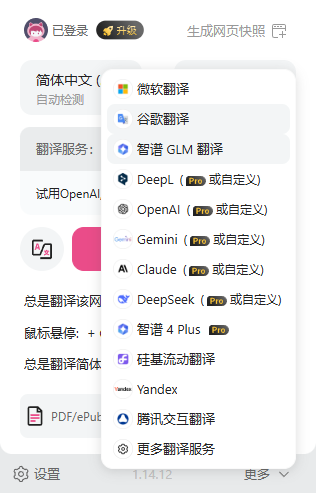 已登录 升级 生成网页快照
简体中文 (
自动检测
微软翻译
谷歌翻译
翻译服务：
智谱 GLM 翻译
DeepL（Pro 或自定义)
试用OpenAI,
OpenAI（Pro 或自定义)
Gemini（Pro 或自定义)
Claude（Pro 或自定义)
总是翻译该网
DeepSeek（Pro 或自定义)
鼠标悬停: +
智谱 4 Plus Pro
总是翻译简体
硅基流动翻译
Yandex
PDF/ePub
腾讯交互翻译
更多翻译服务
设置 1.14.12 更多